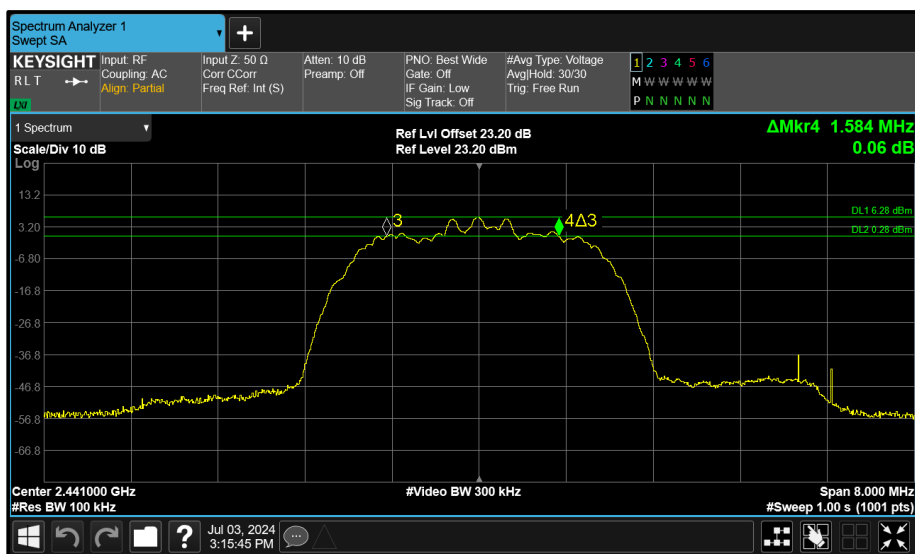 Spectrum Analyzer 1
Swept SA
+
KEYSIGHT
R L T
LXI
Input: RF
Coupling: AC
Align: Partial
Input Z: 50 Ω
Corr CCorr
Freq Ref: Int (S)
Atten: 10 dB
Preamp: Off
PNO: Best Wide
Gate: Off
IF Gain: Low
Sig Track: Off
#Avg Type: Voltage
Avg|Hold: 30/30
Trig: Free Run
1 2 3 4 5 6
M W W W W W
P N N N N N
1 Spectrum
Scale/Div 10 dB
Ref Lvl Offset 23.20 dB
Ref Level 23.20 dBm
ΔMkr4 1.584 MHz
0.06 dB
Log
13.2
3.20
-6.80
-16.8
-26.8
-36.8
-46.8
-56.8
-66.8
DL1 6.28 dBm
DL2 0.28 dBm
3
4Δ3
Center 2.441000 GHz
#Res BW 100 kHz
#Video BW 300 kHz
Span 8.000 MHz
#Sweep 1.00 s (1001 pts)
?
Jul 03, 2024
3:15:45 PM